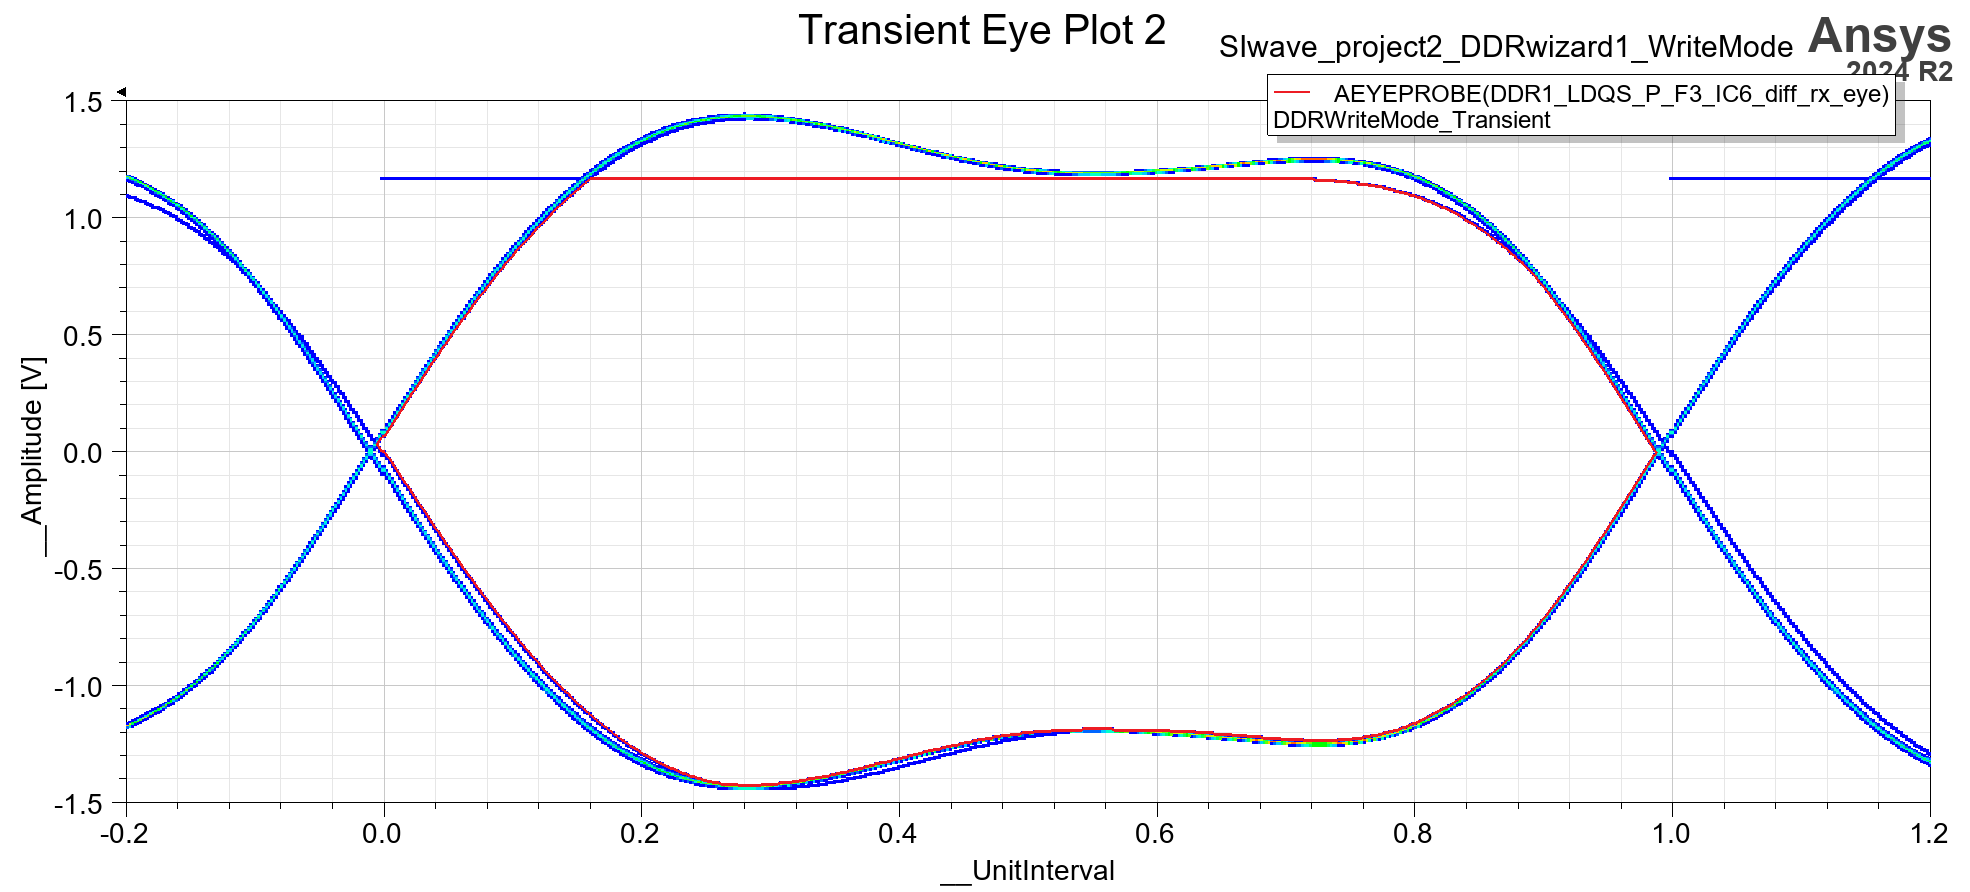 Transient Eye Plot 2
SIwave_project2_DDRwizard1_WriteMode
Ansys
2024 R2
AEYEPROBE(DDR1_LDQS_P_F3_IC6_diff_rx_eye)
DDRWriteMode_Transient
1.5
1.0
0.5
0.0
-0.5
-1.0
-1.5
__Amplitude [V]
-0.2 0.0 0.2 0.4 0.6 0.8 1.0 1.2
__UnitInterval